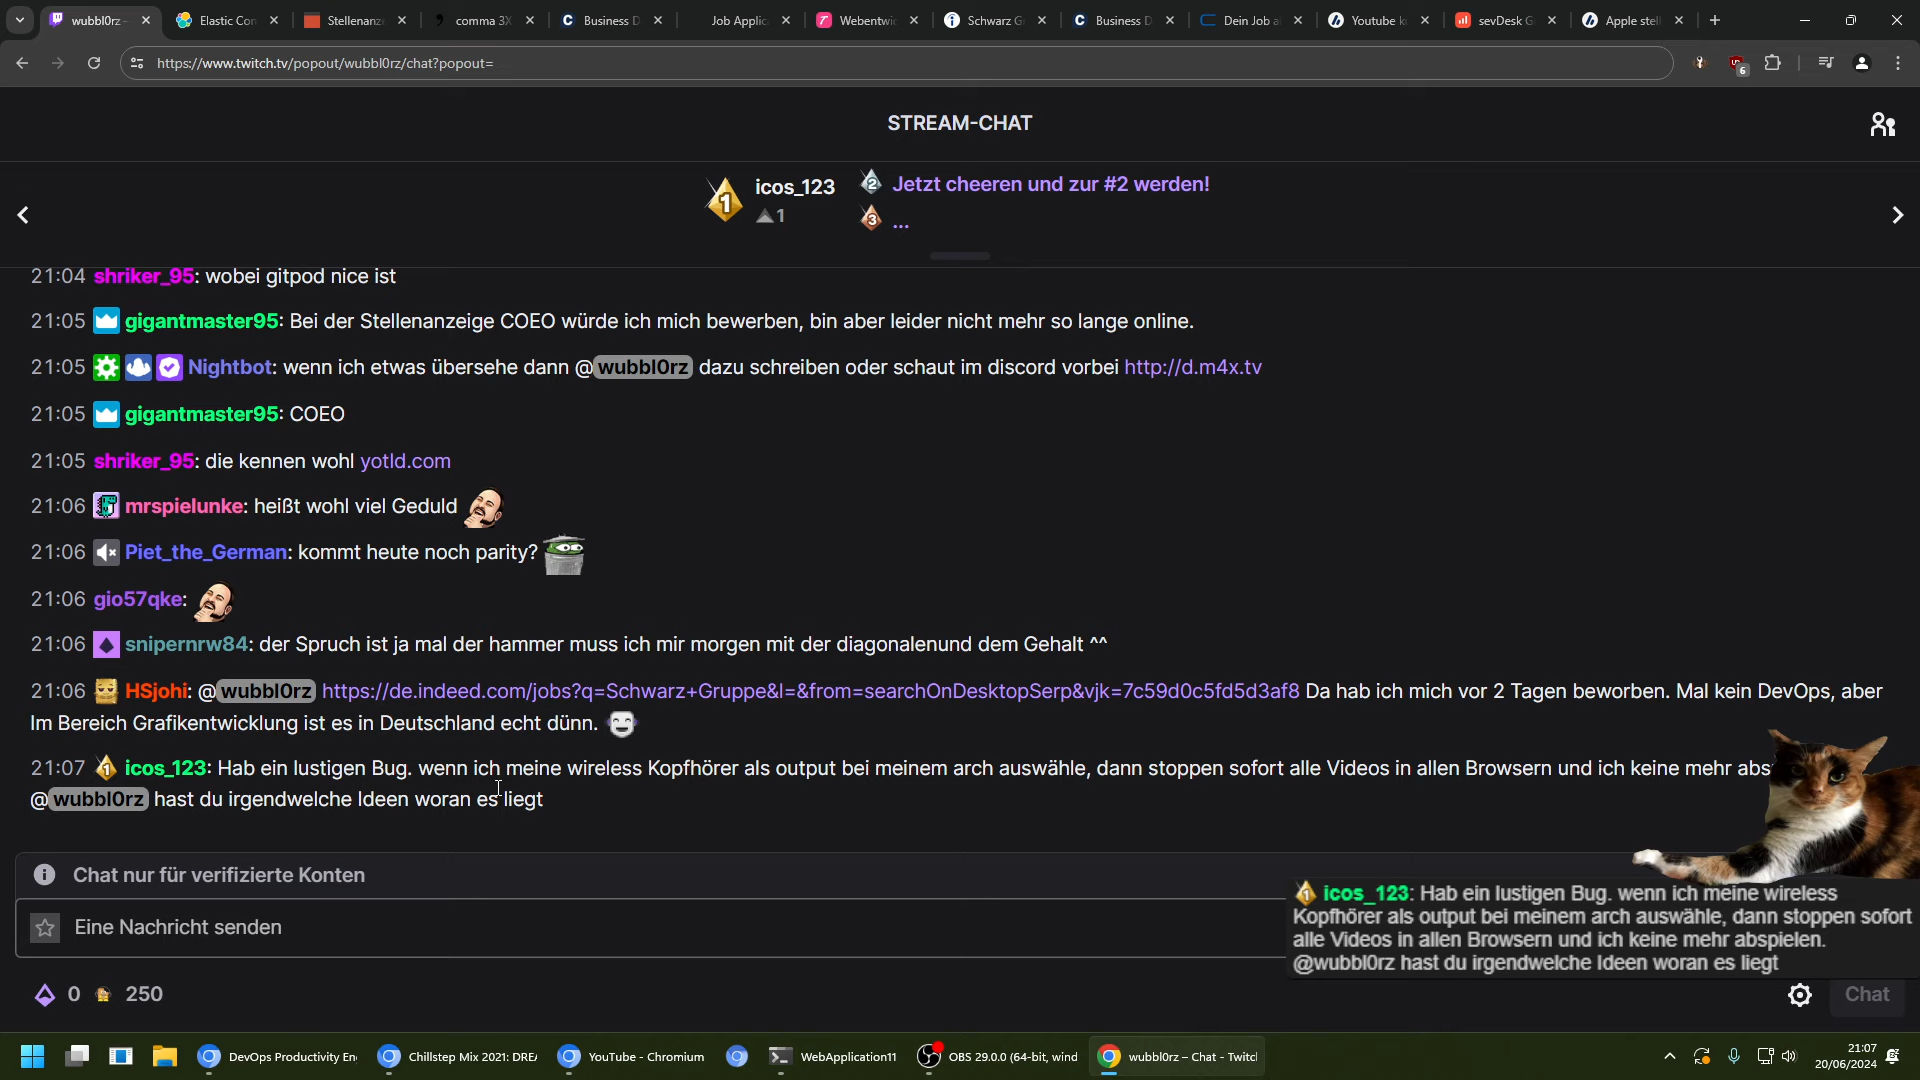 wubbl0rz –
Elastic Co
Stellenanz
comma 3X
Business D
Job Applic
Webentwi
Schwarz G
Business D
Dein Job a
Youtube k
sevDesk G
Apple stel
https://www.twitch.tv/popout/wubbl0rz/chat?popout=
6
STREAM-CHAT
1 icos_123
1
2 Jetzt cheeren und zur #2 werden!
3 ...
21:04 shriker_95: wobei gitpod nice ist
21:05 gigantmaster95: Bei der Stellenanzeige COEO würde ich mich bewerben, bin aber leider nicht mehr so lange online.
21:05 Nightbot: wenn ich etwas übersehe dann @wubbl0rz dazu schreiben oder schaut im discord vorbei http://d.m4x.tv
21:05 gigantmaster95: COEO
21:05 shriker_95: die kennen wohl yotld.com
21:06 mrspielunke: heißt wohl viel Geduld
21:06 Piet_the_German: kommt heute noch parity?
21:06 gio57qke:
21:06 snipernrw84: der Spruch ist ja mal der hammer muss ich mir morgen mit der diagonalenund dem Gehalt ^^
21:06 HSjohi: @wubbl0rz https://de.indeed.com/jobs?q=Schwarz+Gruppe&l=&from=searchOnDesktopSerp&vjk=7c59d0c5fd5d3af8 Da hab ich mich vor 2 Tagen beworben. Mal kein DevOps, aber
Im Bereich Grafikentwicklung ist es in Deutschland echt dünn.
21:07 icos_123: Hab ein lustigen Bug. wenn ich meine wireless Kopfhörer als output bei meinem arch auswähle, dann stoppen sofort alle Videos in allen Browsern und ich keine mehr abs
@wubbl0rz hast du irgendwelche Ideen woran es liegt
Chat nur für verifizierte Konten
Eine Nachricht senden
icos_123: Hab ein lustigen Bug. wenn ich meine wireless
Kopfhörer als output bei meinem arch auswähle, dann stoppen sofort
alle Videos in allen Browsern und ich keine mehr abspielen.
@wubbl0rz hast du irgendwelche Ideen woran es liegt
0 250
Chat
DevOps Productivity En
Chillstep Mix 2021: DREA
YouTube - Chromium
WebApplication11
OBS 29.0.0 (64-bit, wind
wubbl0rz – Chat - Twitc
21:07
20/06/2024